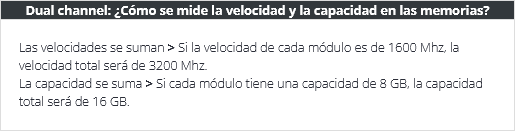 Dual channel: ¿Cómo se mide la velocidad y la capacidad en las memorias?
Las velocidades se suman > Si la velocidad de cada módulo es de 1600 Mhz, la
velocidad total será de 3200 Mhz.
La capacidad se suma > Si cada módulo tiene una capacidad de 8 GB, la capacidad
total será de 16 GB.